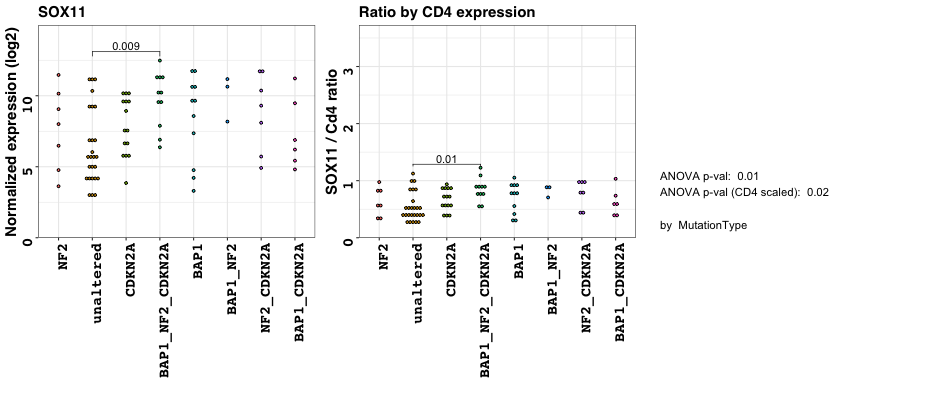 SOX11
Normalized expression (log2)
0
5
10
0.009
NF2
unaltered
CDKN2A
BAP1_NF2_CDKN2A
BAP1
BAP1_NF2
NF2_CDKN2A
BAP1_CDKN2A
Ratio by CD4 expression
SOX11 / Cd4 ratio
0
1
2
3
0.01
NF2
unaltered
CDKN2A
BAP1_NF2_CDKN2A
BAP1
BAP1_NF2
NF2_CDKN2A
BAP1_CDKN2A
ANOVA p-val: 0.01
ANOVA p-val (CD4 scaled): 0.02
by MutationType